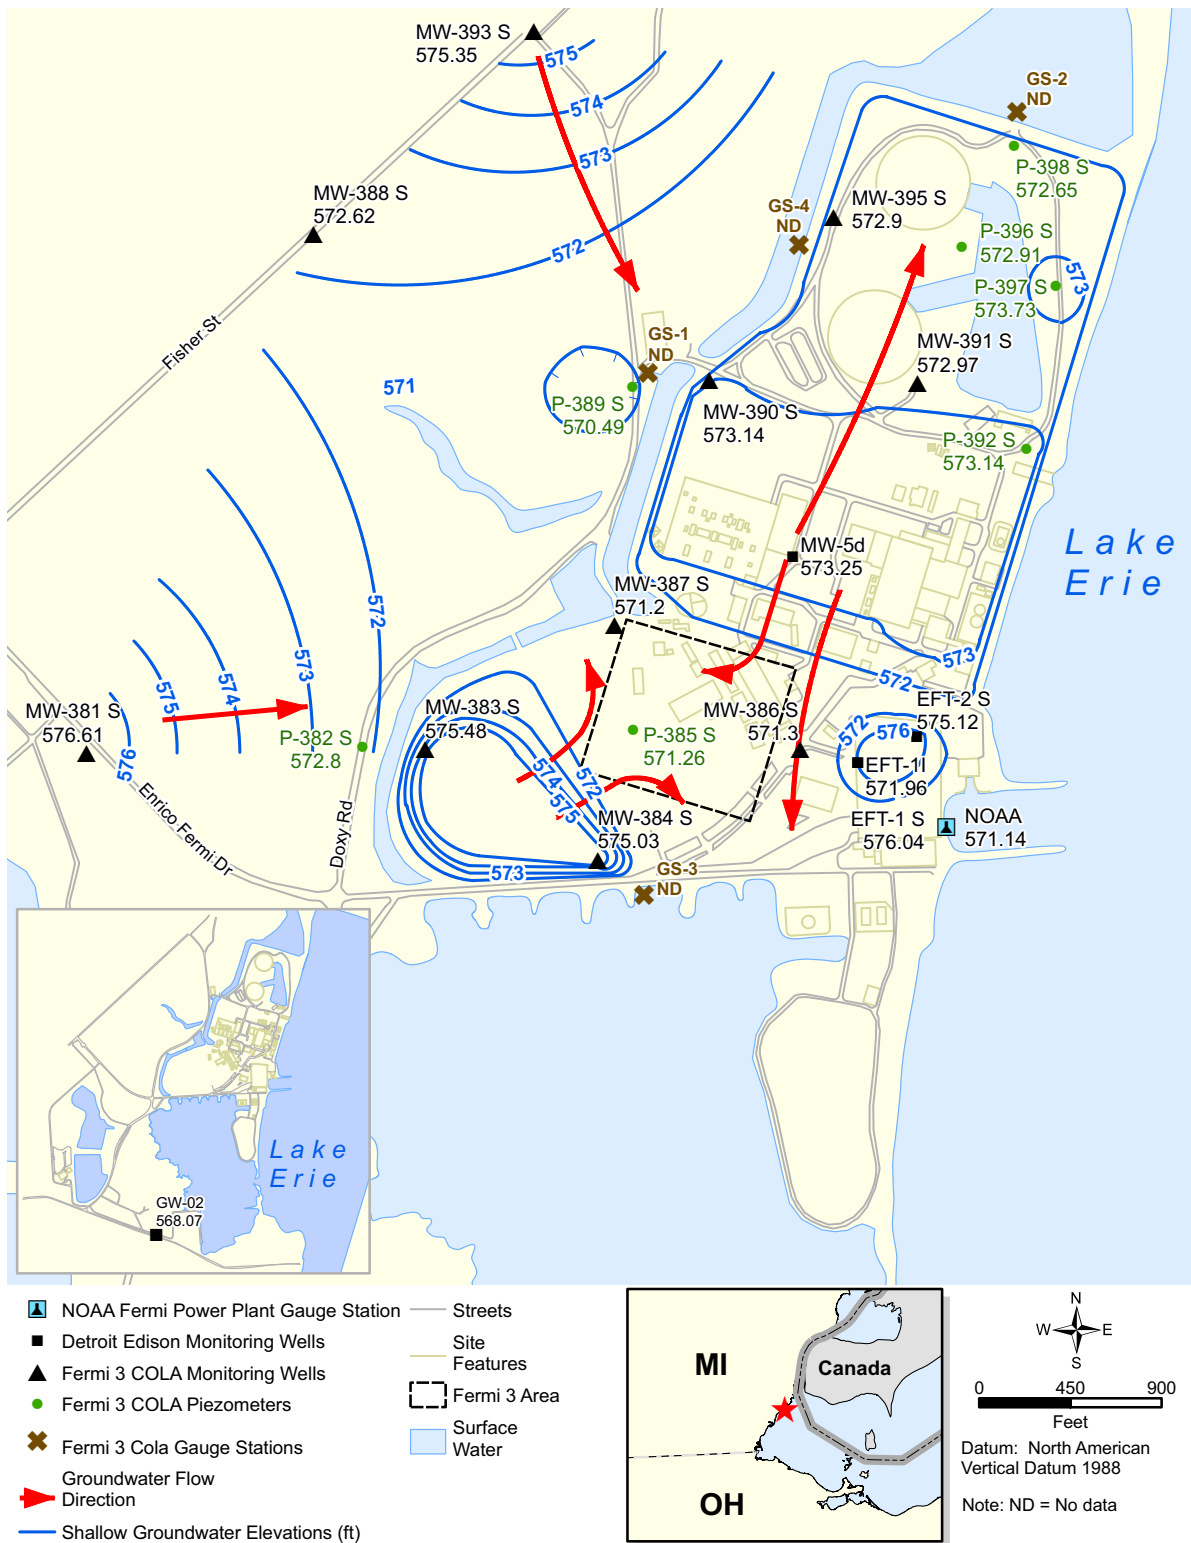 MW-393 S
575.35
575
574
573
572
MW-388 S
572.62
Fisher St
GS-2
ND
P-398 S
572.65
MW-395 S
572.9
GS-4
ND
P-396 S
572.91
P-397 S
573.73
573
GS-1
ND
MW-391 S
572.97
571
P-389 S
570.49
MW-390 S
573.14
P-392 S
573.14
Lake
Erie
MW-5d
573.25
MW-387 S
571.2
572
573
574
575
576
573
572
MW-381 S
576.61
P-382 S
572.8
MW-383 S
575.48
MW-386 S
571.3
P-385 S
571.26
EFT-2 S
575.12
572
576
EFT-1I
571.96
EFT-1 S
576.04
NOAA
571.14
572
574
575
573
MW-384 S
575.03
GS-3
ND
Enrico Fermi Dr
Doxy Rd
Lake
Erie
GW-02
568.07
NOAA Fermi Power Plant Gauge Station
Detroit Edison Monitoring Wells
Fermi 3 COLA Monitoring Wells
Fermi 3 COLA Piezometers
Fermi 3 Cola Gauge Stations
Groundwater Flow
Direction
Shallow Groundwater Elevations (ft)
Streets
Site
Features
Fermi 3 Area
Surface
Water
MI
Canada
OH
N
W E
S
0 450 900
Feet
Datum: North American
Vertical Datum 1988
Note: ND = No data